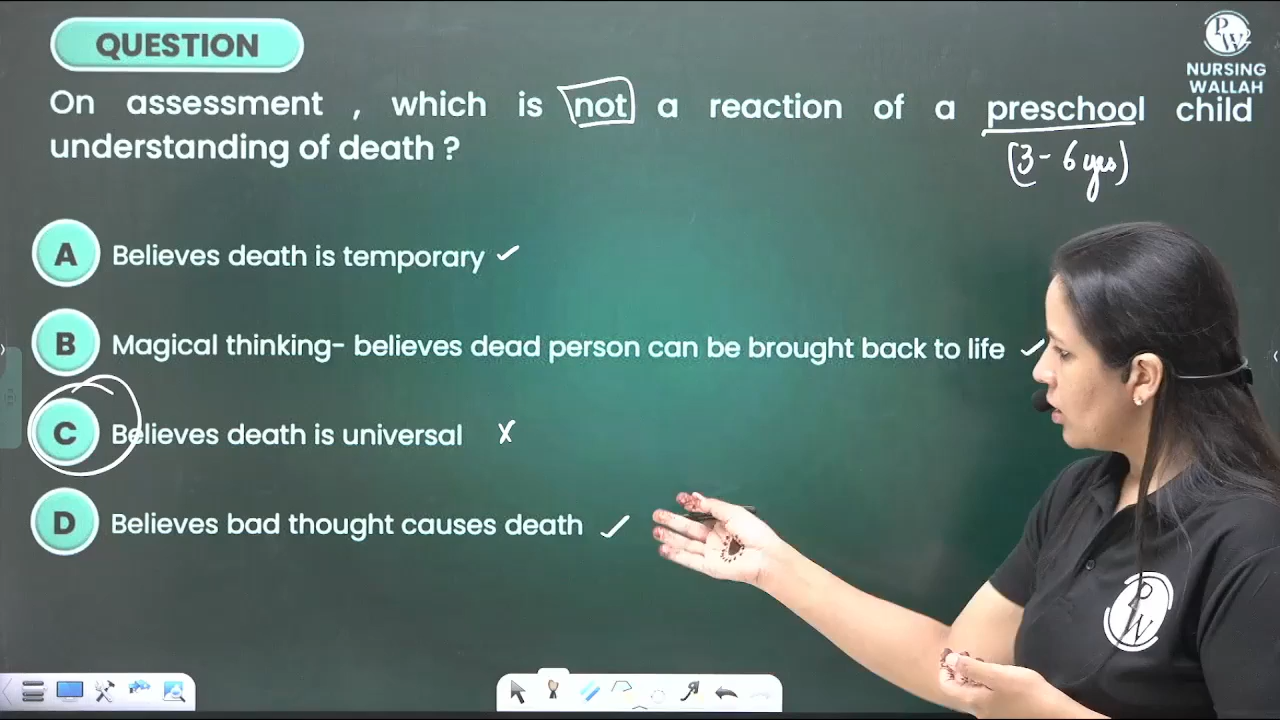 QUESTION
PW
NURSING
WALLAH
On assessment , which is not a reaction of a preschool child
understanding of death ?
(3 - 6 yrs)
A Believes death is temporary
B Magical thinking- believes dead person can be brought back to life
C Believes death is universal
D Believes bad thought causes death
PW